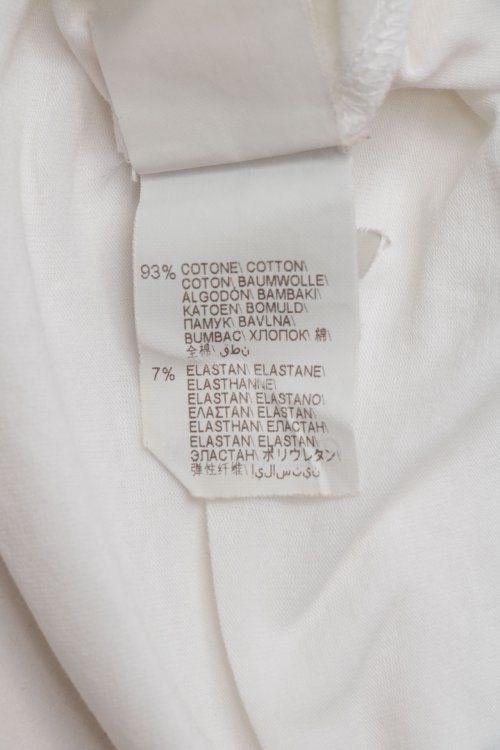 93% COTONE\ COTTON\
COTON\ BAUMWOLLE\
ALGODÓN\ BAMBAKI\
KATOEN\ BOMULD\
ПАМУК\ BAVLNA\
BUMBAC\ ХЛОПОК\ 棉\
全棉\ قطن
7% ELASTAN\ ELASTANE\
ELASTHANNE\
ELASTAN\ ELASTANO\
ΕΛΑΣΤΑΝ\ ELASTAN\
ELASTHAN\ ЕЛАСТАН\
ELASTAN\ ELASTAN\
ЭЛАСТАН\ ポリウレタン\
弹性纤维\